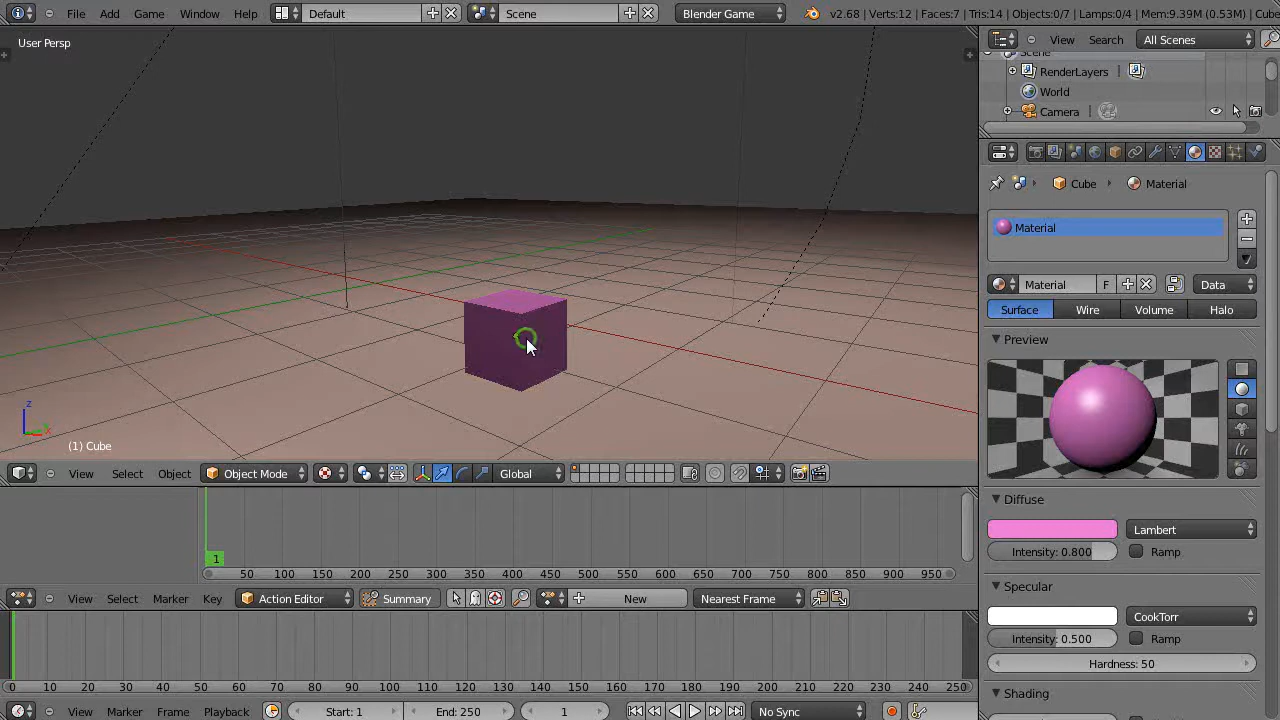 File Add Game Window Help Default Scene Blender Game v2.68 | Verts:12 | Faces:7 | Tris:14 | Objects:0/7 | Lamps:0/4 | Mem:9.39M (0.53M) | Cube
User Persp
View Search All Scenes
Scene
RenderLayers
World
Camera
Cube Material
Material
Material F Data
Surface Wire Volume Halo
Preview
z
x
(1) Cube
View Select Object Object Mode Global
Diffuse
Lambert
Intensity: 0.800 Ramp
1
50 100 150 200 250 300 350 400 450 500 550 600 650 700 750 800 850 900 950
View Select Marker Key Action Editor Summary New Nearest Frame
Specular
CookTorr
Intensity: 0.500 Ramp
Hardness: 50
0 10 20 30 40 50 60 70 80 90 100 110 120 130 140 150 160 170 180 190 200 210 220 230 240 250
Shading
View Marker Frame Playback Start: 1 End: 250 1 No Sync